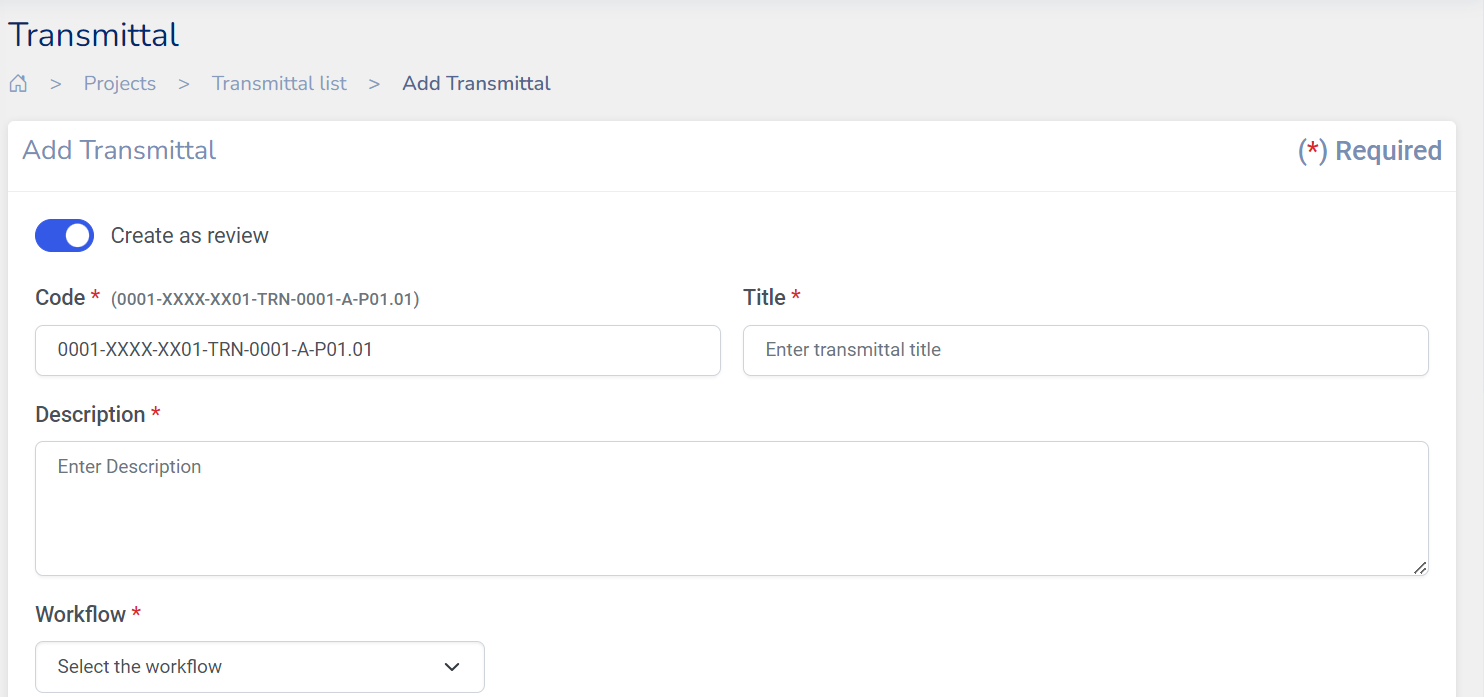 Transmittal
> Projects > Transmittal list > Add Transmittal
Add Transmittal (*) Required
Create as review
Code * (0001-XXXX-XX01-TRN-0001-A-P01.01) Title *
0001-XXXX-XX01-TRN-0001-A-P01.01 Enter transmittal title
Description *
Enter Description
Workflow *
Select the workflow